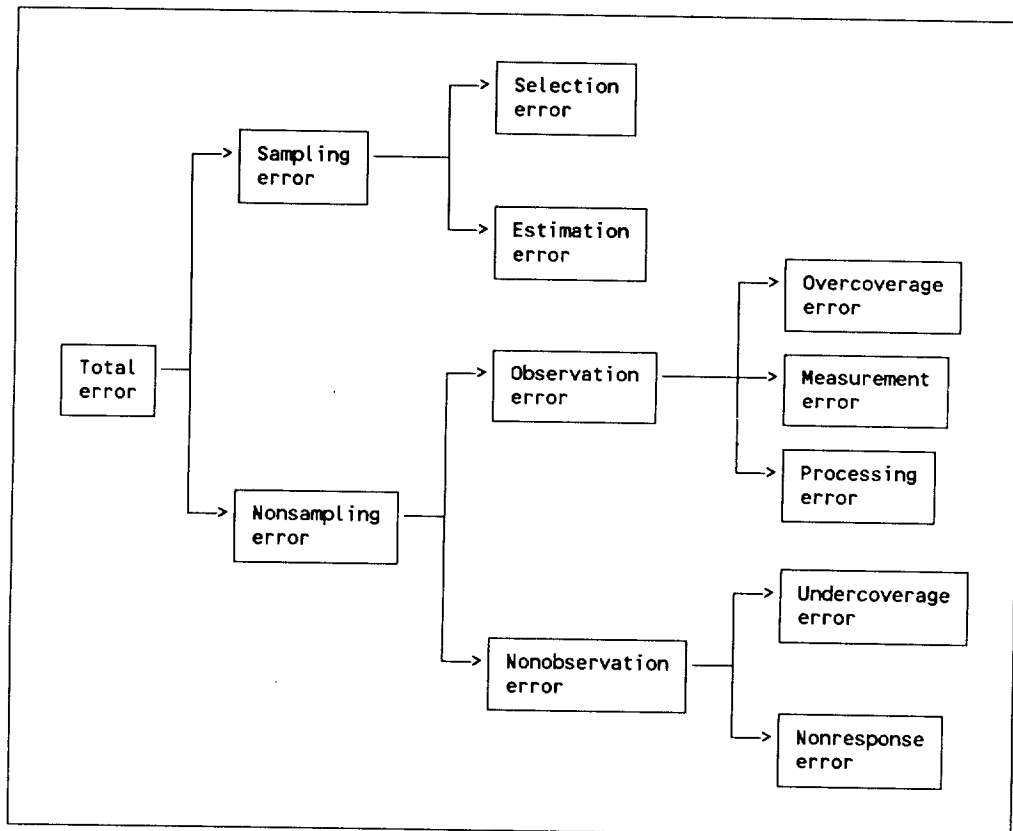 Selection
error
Sampling
error
Estimation
error
Overcoverage
error
Total
error
Observation
error
Measurement
error
Processing
error
Nonsampling
error
Undercoverage
error
Nonobservation
error
Nonresponse
error